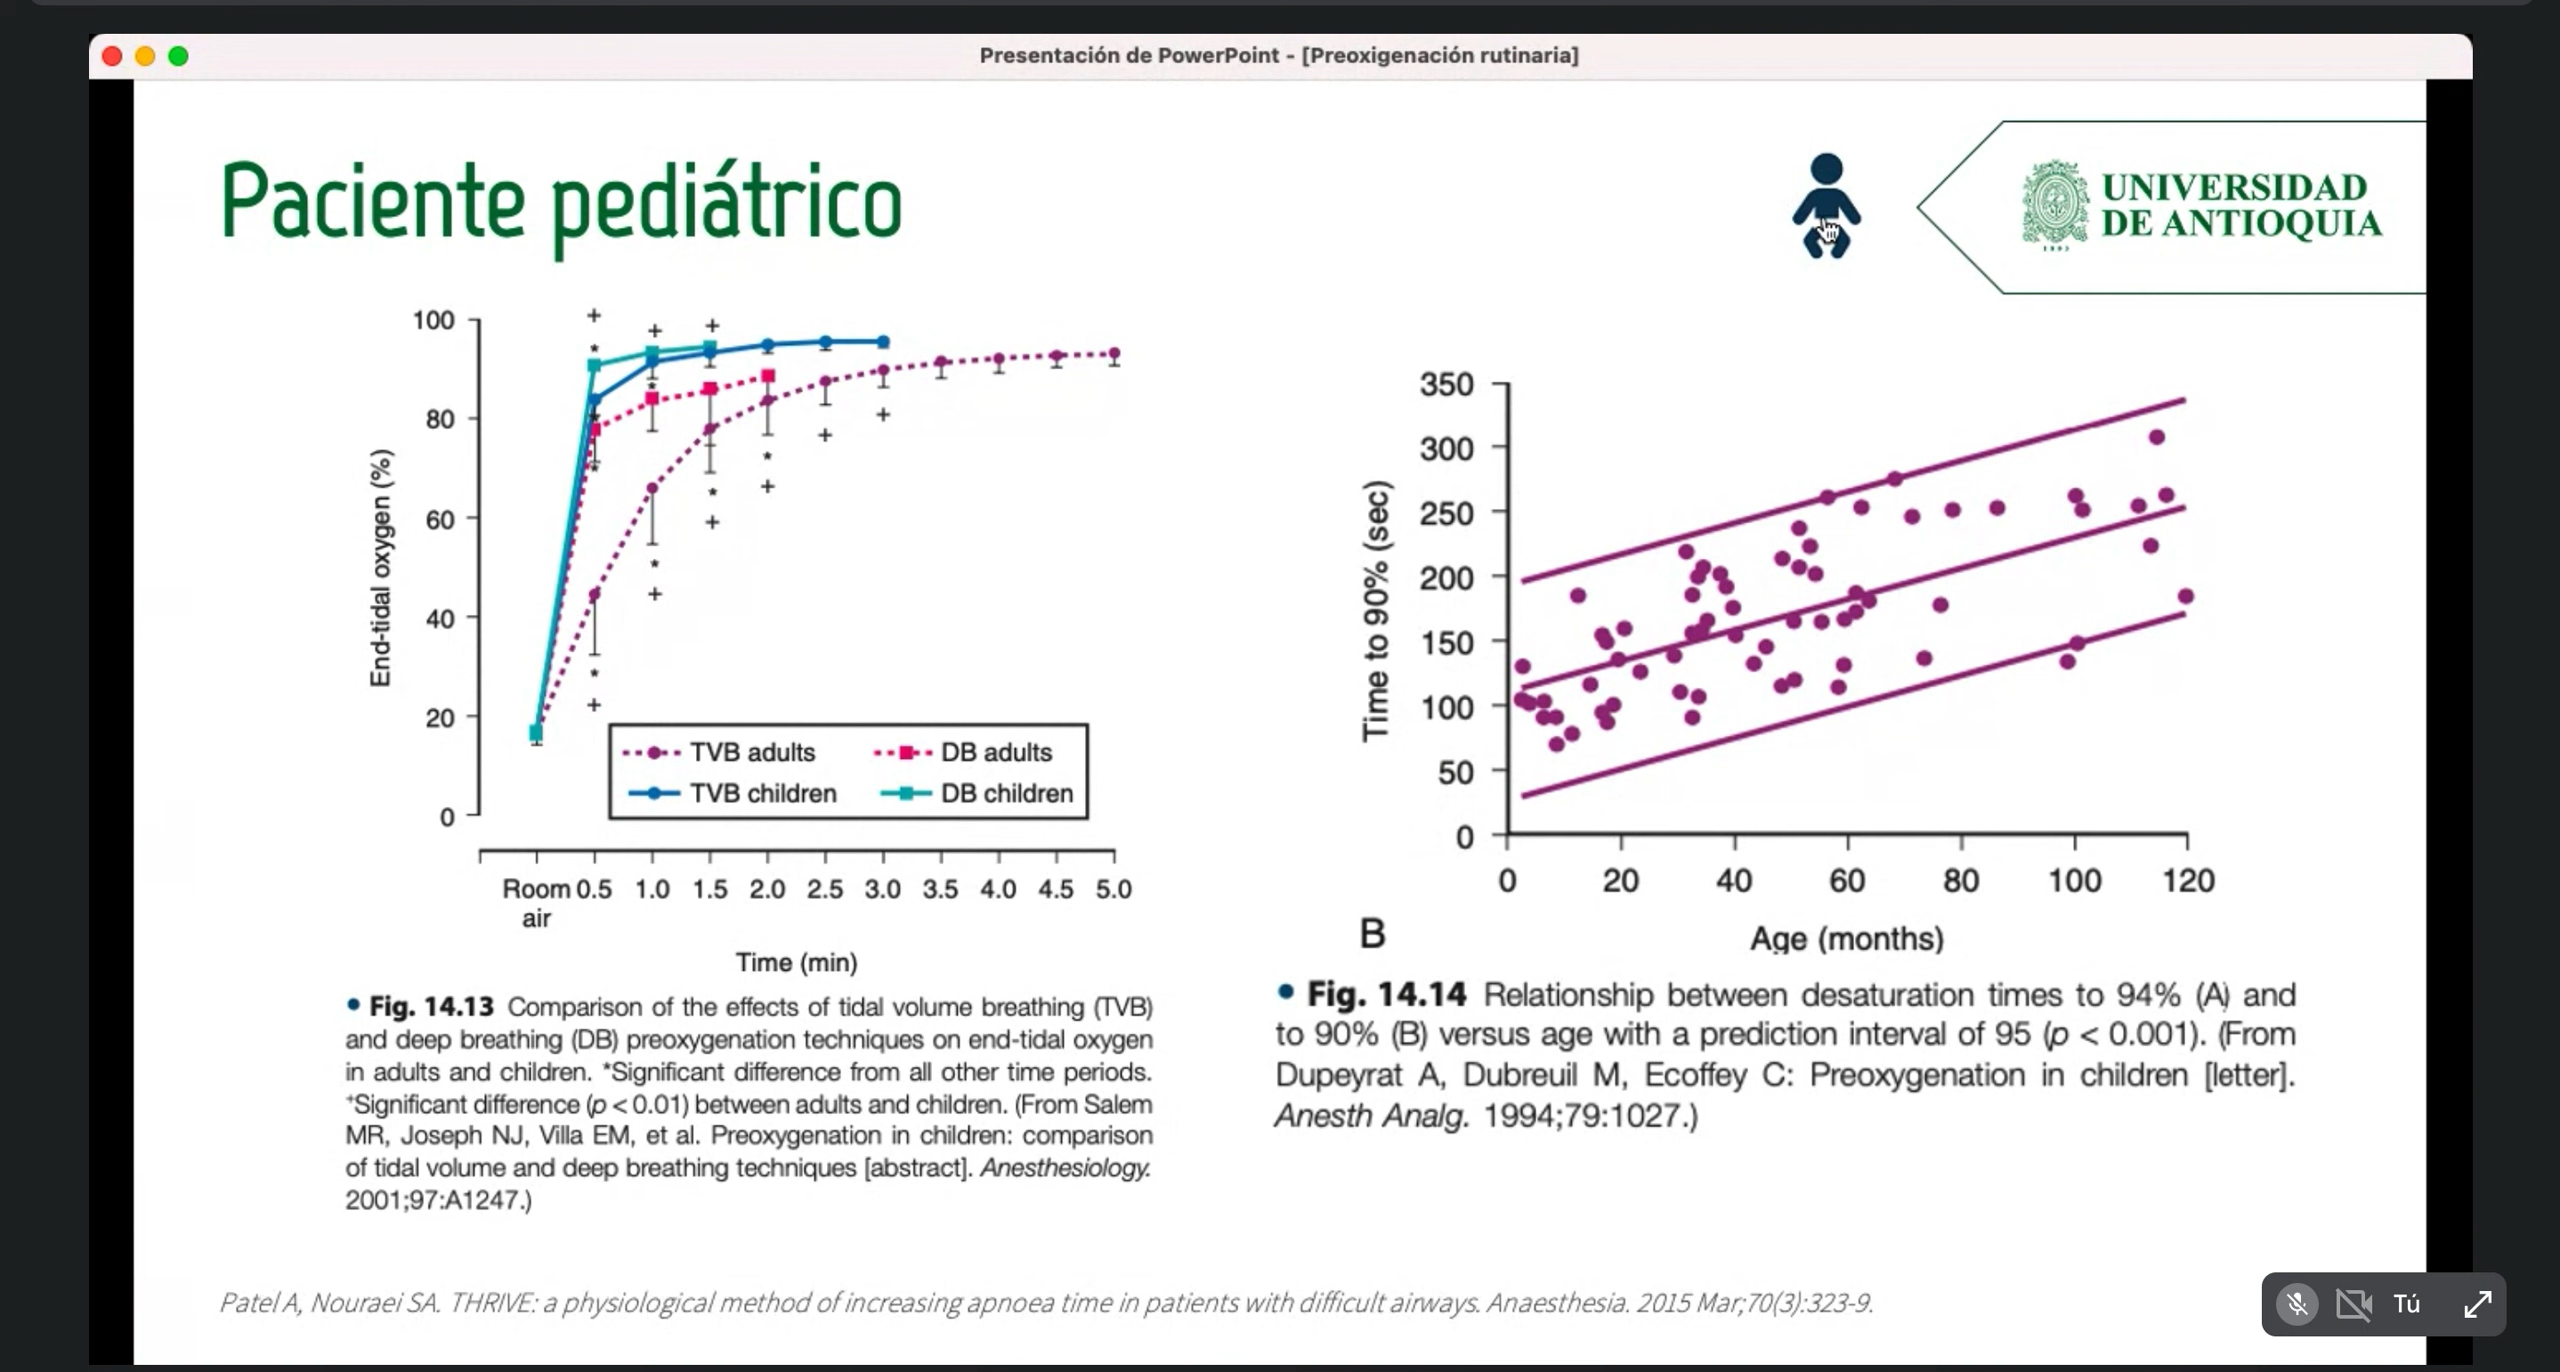 Presentación de PowerPoint - [Preoxigenación rutinaria]
Paciente pediátrico
UNIVERSIDAD
DE ANTIOQUIA
1803
100
80
60
40
20
0
End-tidal oxygen (%)
TVB adults
DB adults
TVB children
DB children
Room air
0.5 1.0 1.5 2.0 2.5 3.0 3.5 4.0 4.5 5.0
Time (min)
• Fig. 14.13 Comparison of the effects of tidal volume breathing (TVB)
and deep breathing (DB) preoxygenation techniques on end-tidal oxygen
in adults and children. *Significant difference from all other time periods.
+Significant difference (p < 0.01) between adults and children. (From Salem
MR, Joseph NJ, Villa EM, et al. Preoxygenation in children: comparison
of tidal volume and deep breathing techniques [abstract]. Anesthesiology.
2001;97:A1247.)
350
300
250
200
150
100
50
0
Time to 90% (sec)
0 20 40 60 80 100 120
B
Age (months)
• Fig. 14.14 Relationship between desaturation times to 94% (A) and
to 90% (B) versus age with a prediction interval of 95 (p < 0.001). (From
Dupeyrat A, Dubreuil M, Ecoffey C: Preoxygenation in children [letter].
Anesth Analg. 1994;79:1027.)
Patel A, Nouraei SA. THRIVE: a physiological method of increasing apnoea time in patients with difficult airways. Anaesthesia. 2015 Mar;70(3):323-9.
Tú